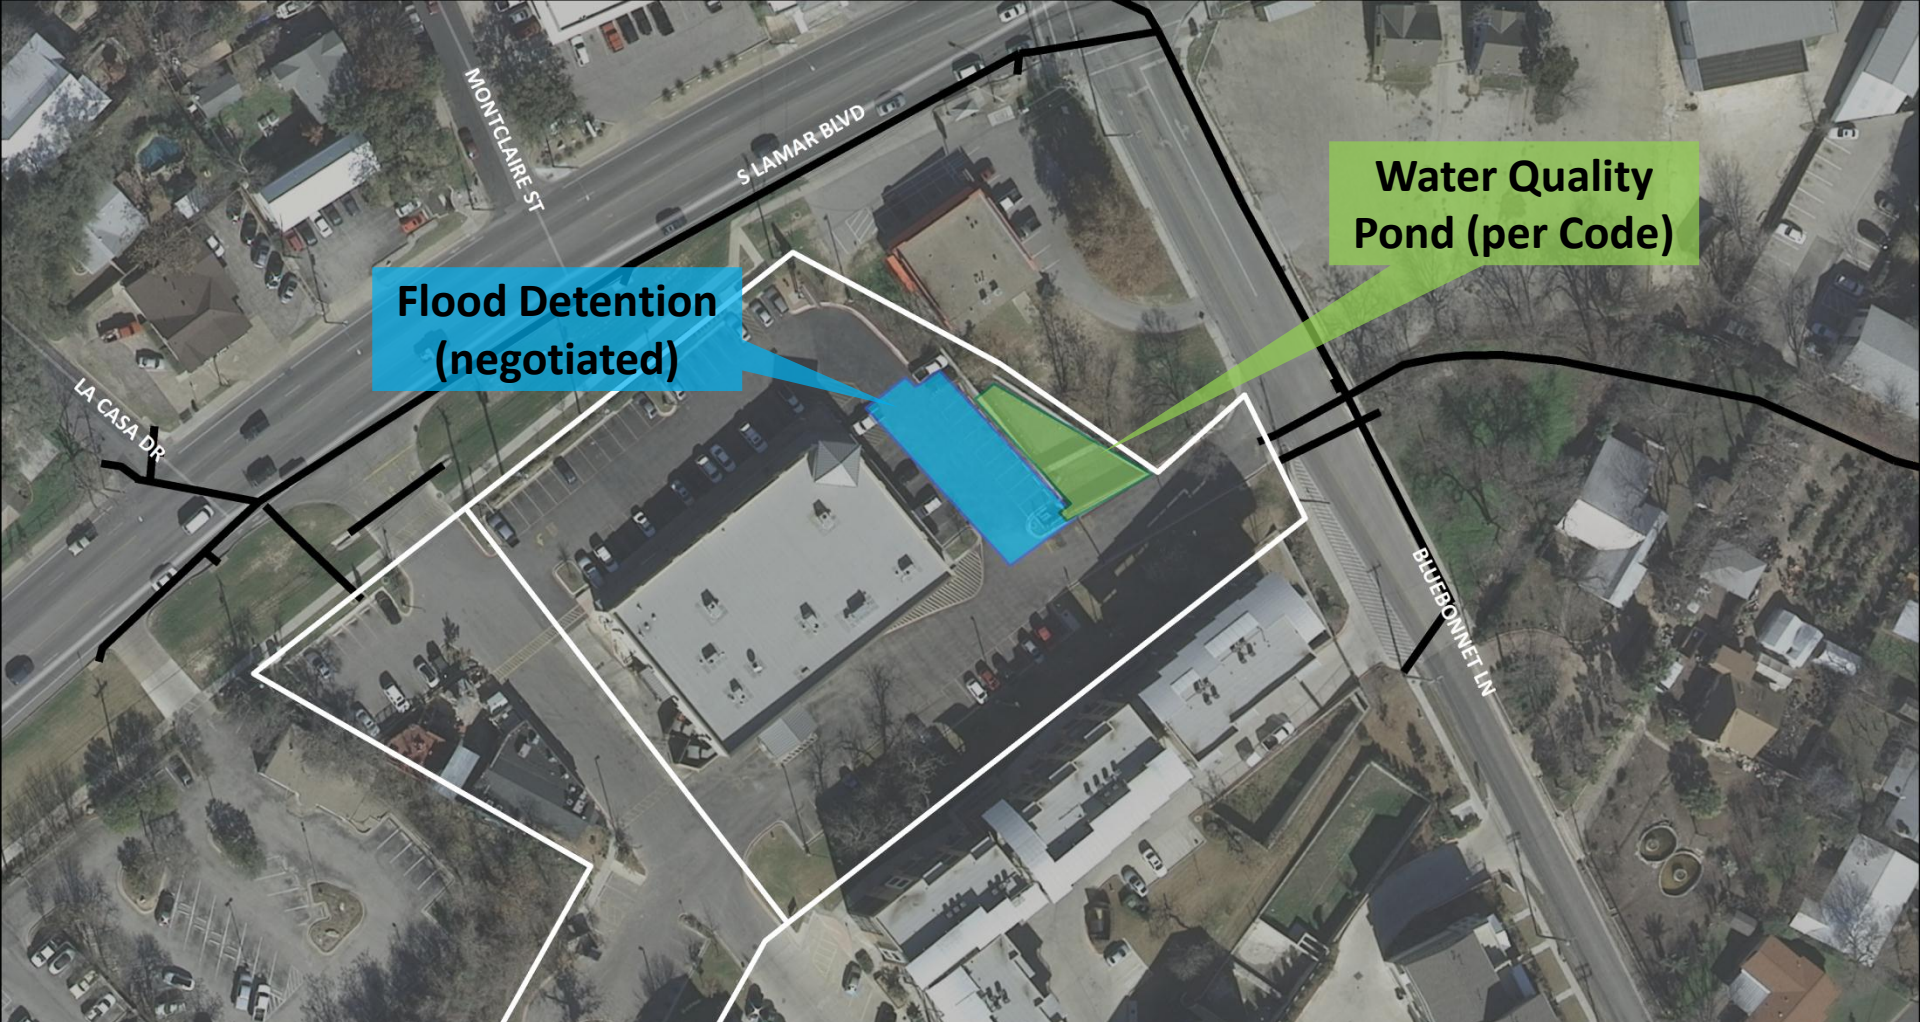 MONTCLAIRE ST
S LAMAR BLVD
Water Quality
Pond (per Code)
Flood Detention
(negotiated)
LA CASA DR
BLUEBONNET LN